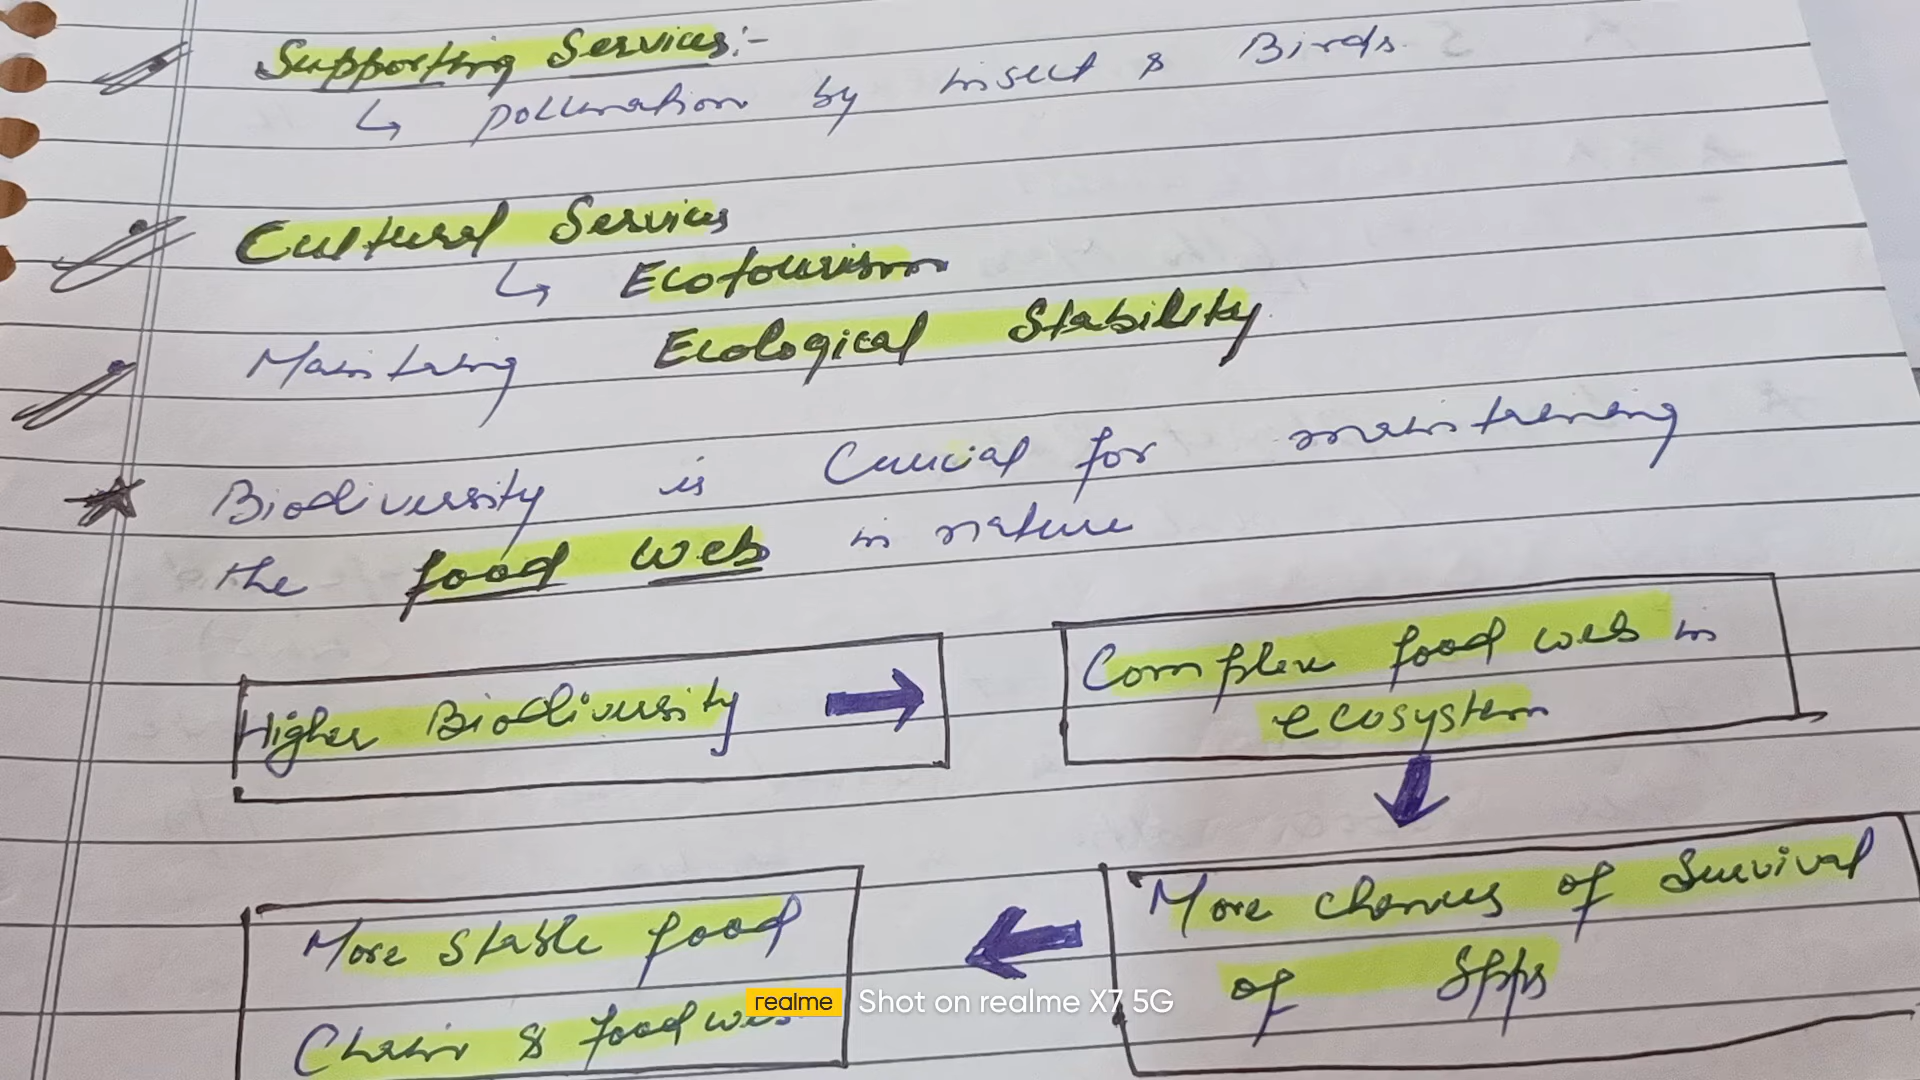 Supporting Services:-
↳ pollination by insect & Birds.
Cultural Services
↳ Ecotourism
Maintaing Ecological Stability
Biodiversity is Crucial for maintaining
the food web in nature
Higher Biodiversity →
Complex food web in
ecosystem
↓
More chances of Survival
of Spps
←
More Stable food
Chain & food web
realme Shot on realme X7 5G